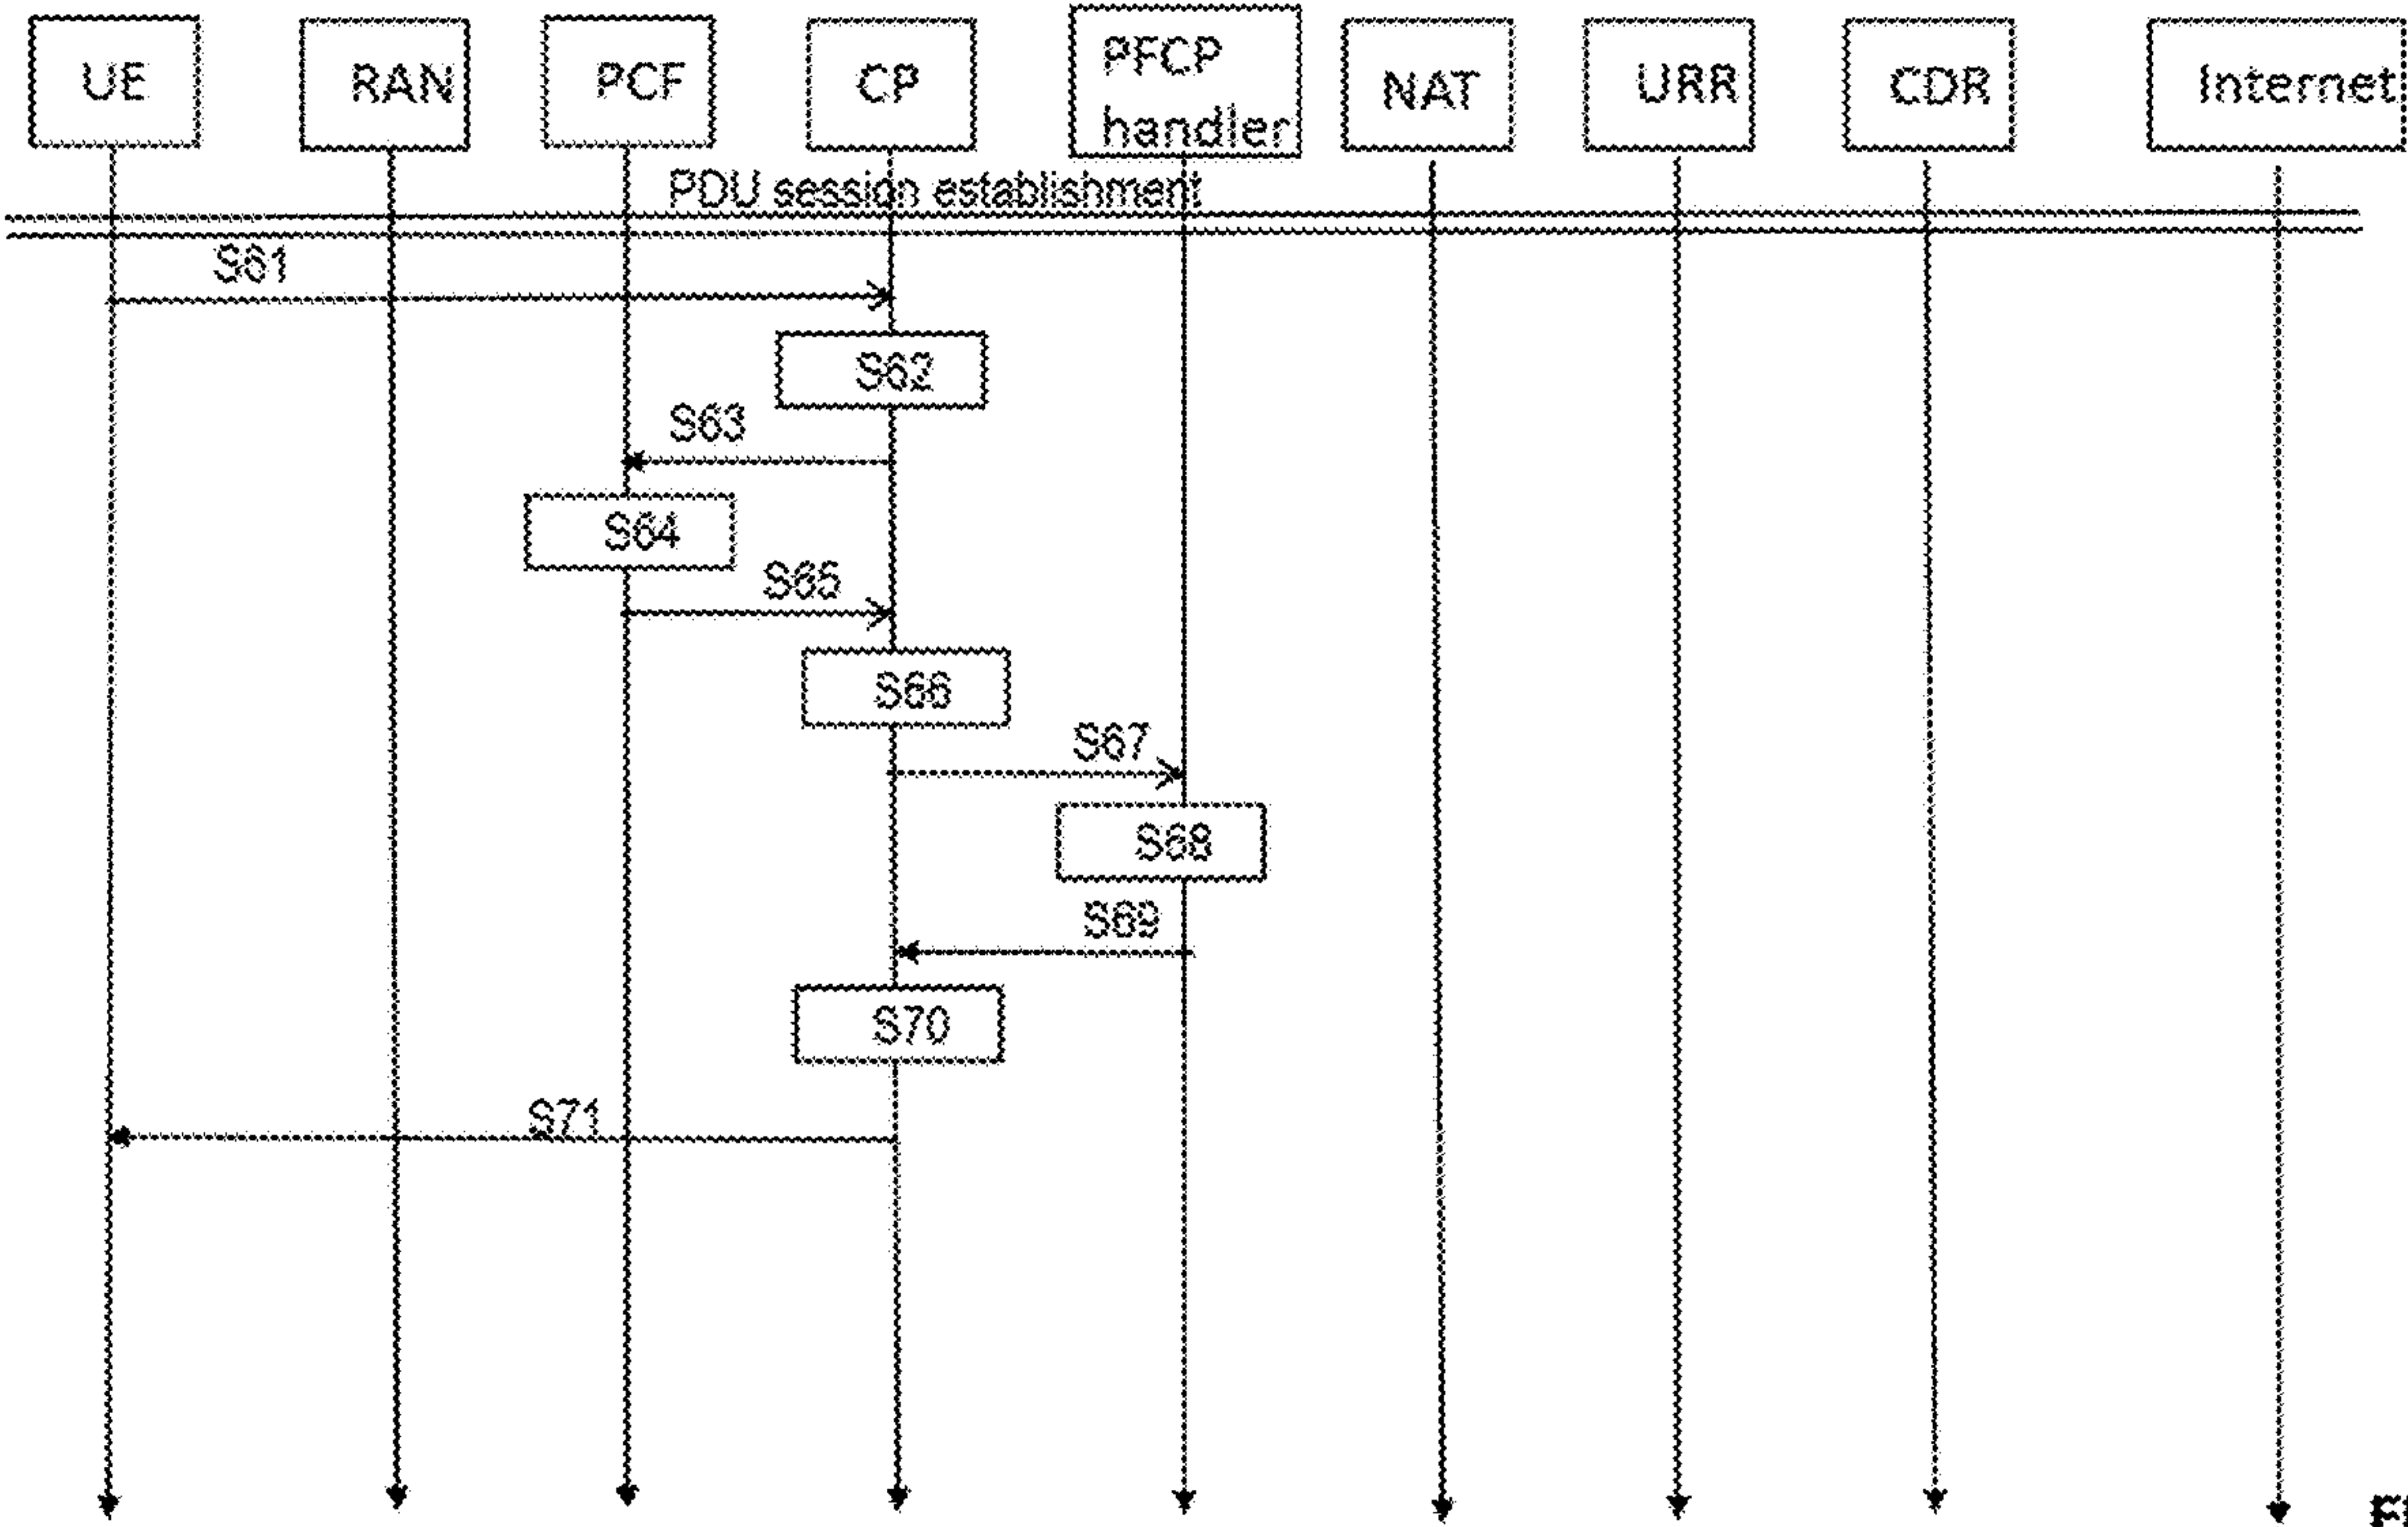 UE
RAN
PCF
CP
PFCP
handler
NAT
URR
CDR
Internet
PDU session establishment
S61
S62
S63
S64
S65
S66
S67
S68
S69
S70
S71